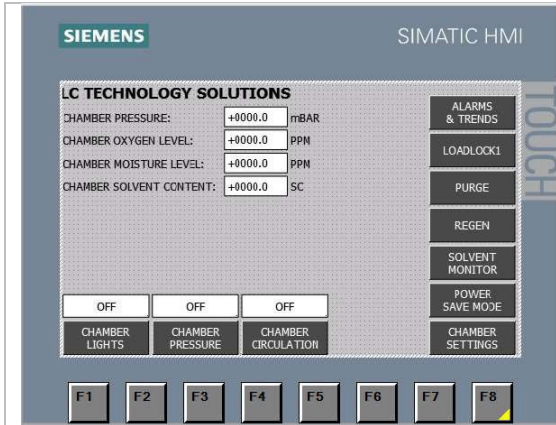 SIEMENS
SIMATIC HMI
TOUCH
LC TECHNOLOGY SOLUTIONS
CHAMBER PRESSURE: +0000.0 mBAR
CHAMBER OXYGEN LEVEL: +0000.0 PPM
CHAMBER MOISTURE LEVEL: +0000.0 PPM
CHAMBER SOLVENT CONTENT: +0000.0 SC
ALARMS
& TRENDS
LOADLOCK1
PURGE
REGEN
SOLVENT
MONITOR
POWER
SAVE MODE
CHAMBER
SETTINGS
OFF OFF OFF
CHAMBER
LIGHTS
CHAMBER
PRESSURE
CHAMBER
CIRCULATION
F1 F2 F3 F4 F5 F6 F7 F8